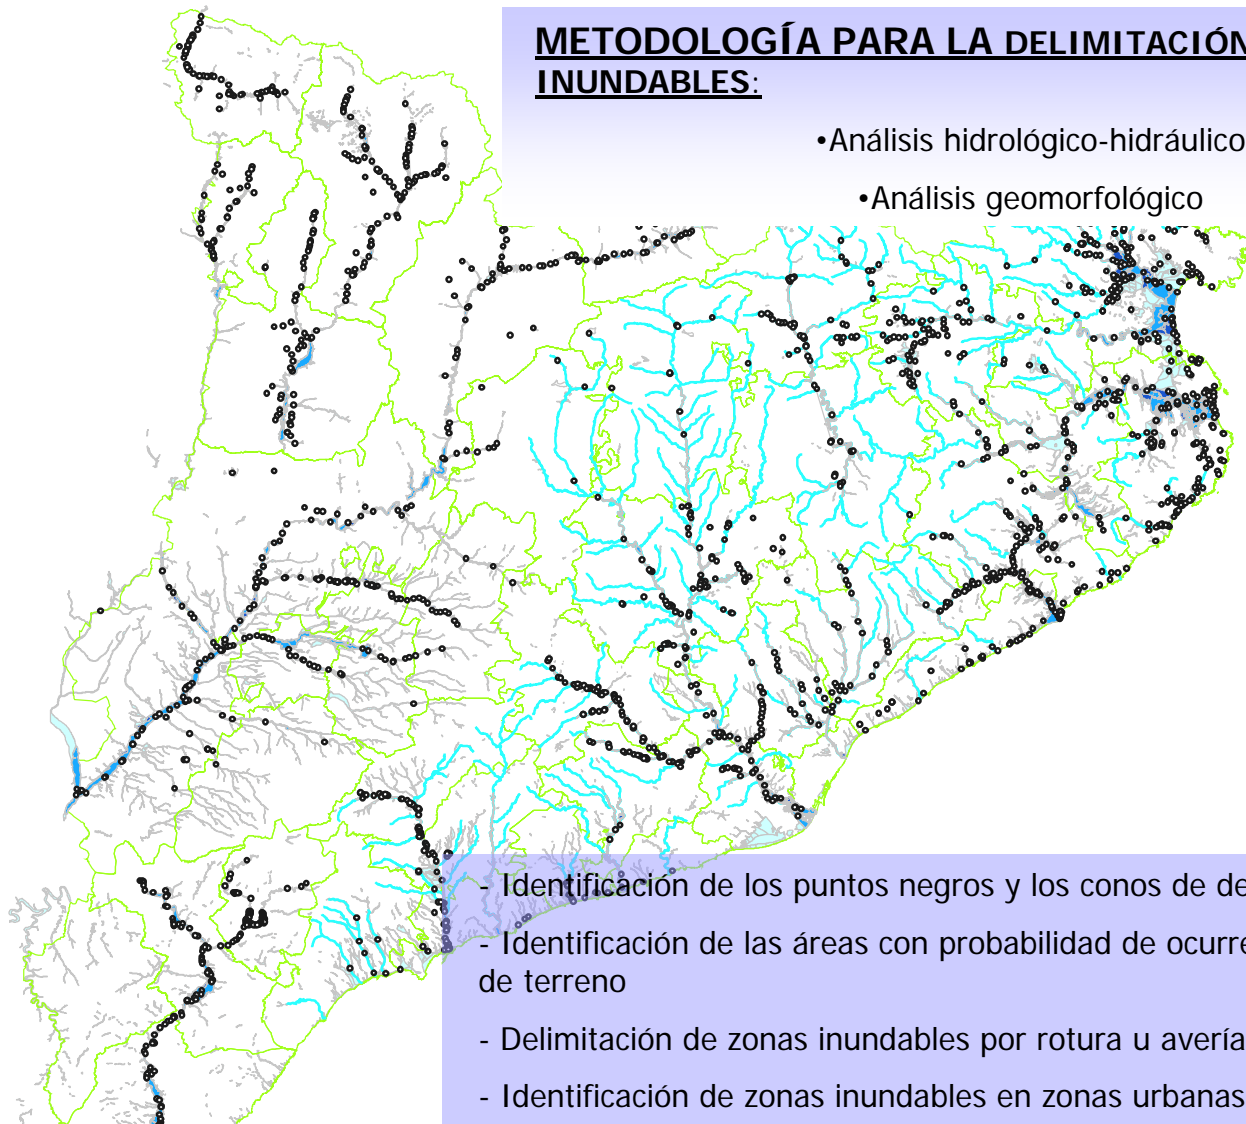 METODOLOGÍA PARA LA DELIMITACIÓN
INUNDABLES:
•Análisis hidrológico-hidráulico
•Análisis geomorfológico
- Identificación de los puntos negros y los conos de de
- Identificación de las áreas con probabilidad de ocurre
de terreno
- Delimitación de zonas inundables por rotura u avería
- Identificación de zonas inundables en zonas urbanas